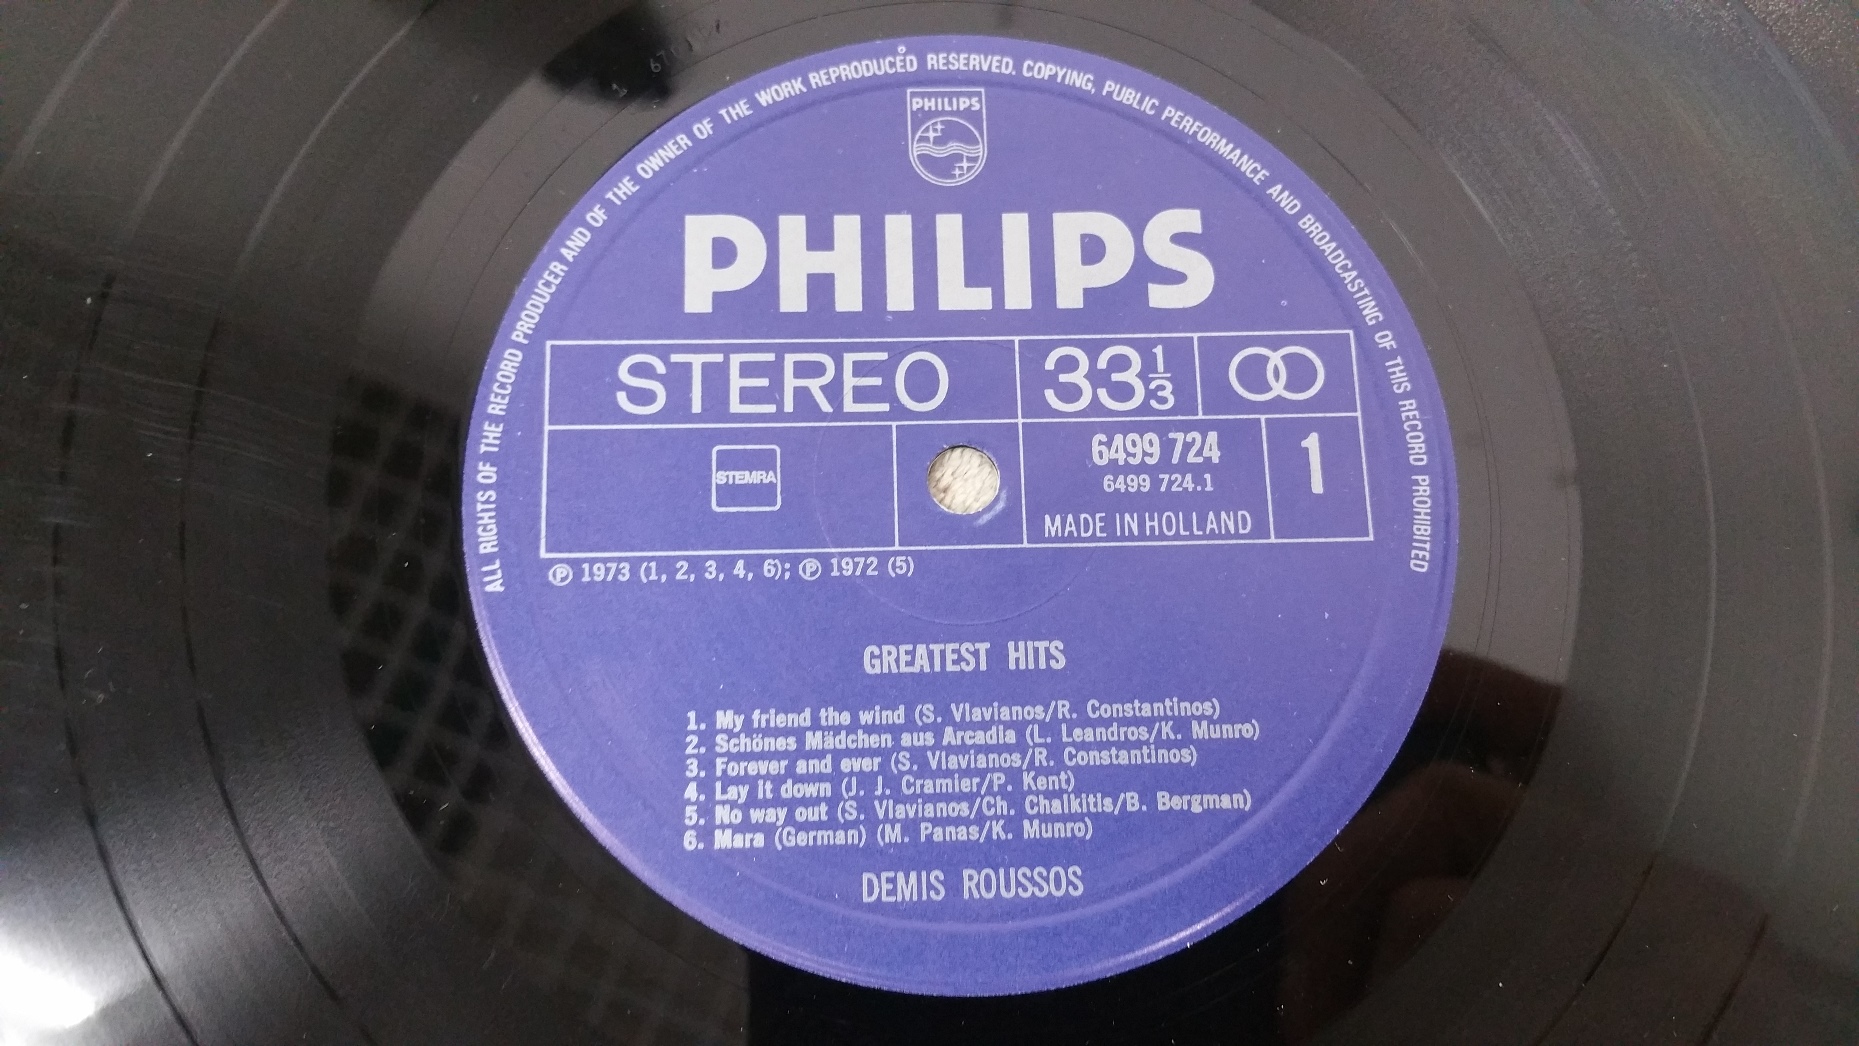 ALL RIGHTS OF THE RECORD PRODUCER AND OF THE OWNER OF THE WORK REPRODUCED RESERVED. COPYING, PUBLIC PERFORMANCE AND BROADCASTING OF THIS RECORD PROHIBITED
PHILIPS
PHILIPS
STEREO
33 1/3
STEMRA
6499 724
6499 724.1
MADE IN HOLLAND
1
Ⓟ 1973 (1, 2, 3, 4, 6); Ⓟ 1972 (5)
GREATEST HITS
1. My friend the wind (S. Vlavianos/R. Constantinos)
2. Schönes Mädchen aus Arcadia (L. Leandros/K. Munro)
3. Forever and ever (S. Vlavianos/R. Constantinos)
4. Lay it down (J. J. Cramier/P. Kent)
5. No way out (S. Vlavianos/Ch. Chalkitis/B. Bergman)
6. Mara (German) (M. Panas/K. Munro)
DEMIS ROUSSOS